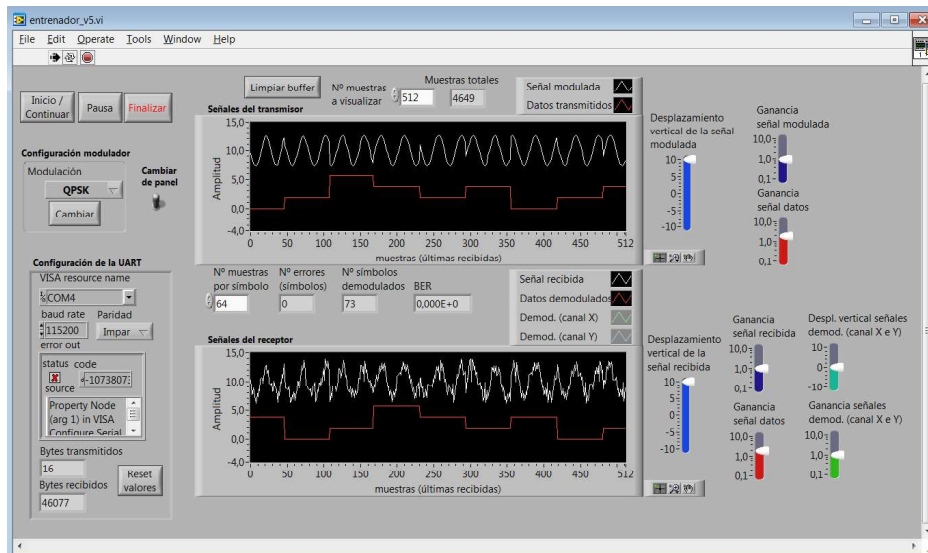 entrenador_v5.vi
File Edit Operate Tools Window Help
Inicio /
Continuar
Pausa
Finalizar
Limpiar buffer
Nº muestras
a visualizar
512
Muestras totales
4649
Señal modulada
Datos transmitidos
Configuración modulador
Modulación
QPSK
Cambiar
Cambiar
de panel
Señales del transmisor
Amplitud
15,0
10,0
5,0
0,0
-4,0
0 50 100 150 200 250 300 350 400 450 512
muestras (últimas recibidas)
Desplazamiento
vertical de la señal
modulada
10
5
0
-5
-10
Ganancia
señal modulada
10,0
1,0
0,1
Ganancia
señal datos
10,0
1,0
0,1
Configuración de la UART
VISA resource name
COM4
baud rate Paridad
115200 Impar
error out
status code
-1073807
source
Property Node
(arg 1) in VISA
Configure Serial
Bytes transmitidos
16
Bytes recibidos
46077
Reset
valores
Nº muestras
por símbolo
64
Nº errores
(símbolos)
0
Nº símbolos
demodulados
73
BER
0,000E+0
Señal recibida
Datos demodulados
Demod. (canal X)
Demod. (canal Y)
Señales del receptor
Amplitud
15,0
10,0
5,0
0,0
-4,0
0 50 100 150 200 250 300 350 400 450 512
muestras (últimas recibidas)
Desplazamiento
vertical de la
señal recibida
10
5
0
-5
-10
Ganancia
señal recibida
10,0
1,0
0,1
Despl. vertical señales
demod. (canal X e Y)
10
0
-10
Ganancia
señal datos
10,0
1,0
0,1
Ganancia señales
demod. (canal X e Y)
10,0
1,0
0,1